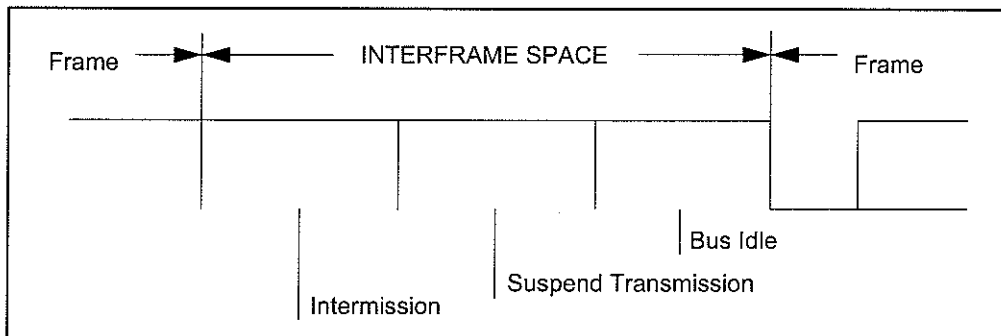 Frame
INTERFRAME SPACE
Frame
Bus Idle
Suspend Transmission
Intermission